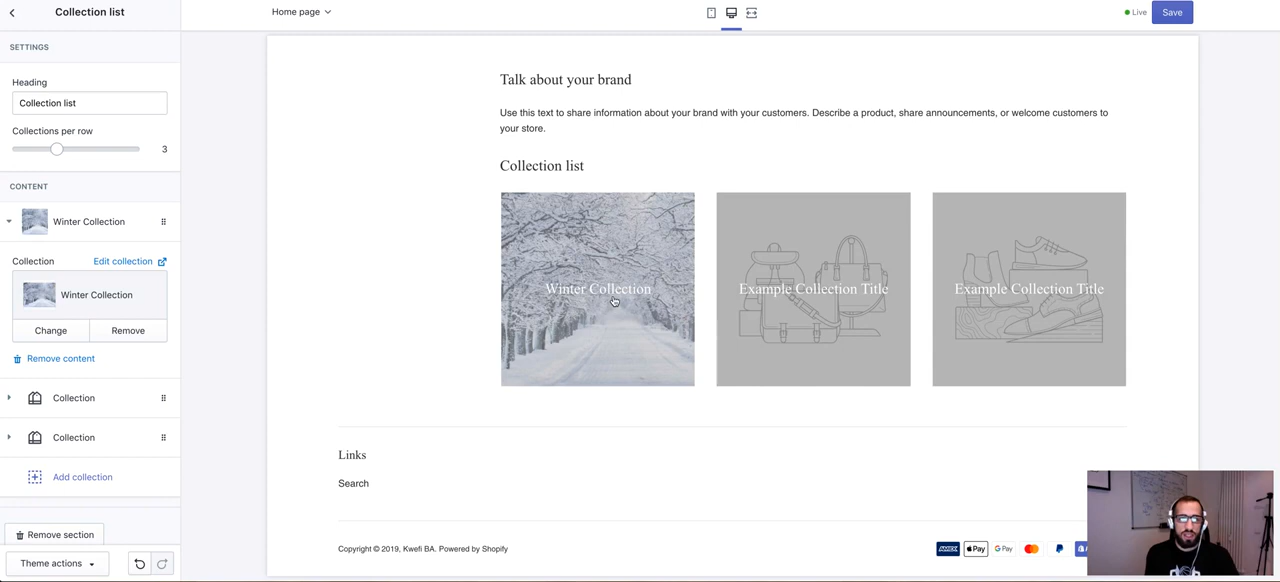 Collection list
Home page
Live
Save
SETTINGS
Heading
Collection list
Collections per row
3
CONTENT
Winter Collection
Collection
Edit collection
Winter Collection
Change
Remove
Remove content
Collection
Collection
Add collection
Remove section
Theme actions
Talk about your brand
Use this text to share information about your brand with your customers. Describe a product, share announcements, or welcome customers to
your store.
Collection list
Winter Collection
Example Collection Title
Example Collection Title
Links
Search
Copyright © 2019, Kwefi BA. Powered by Shopify
AMEX
Pay
G Pay